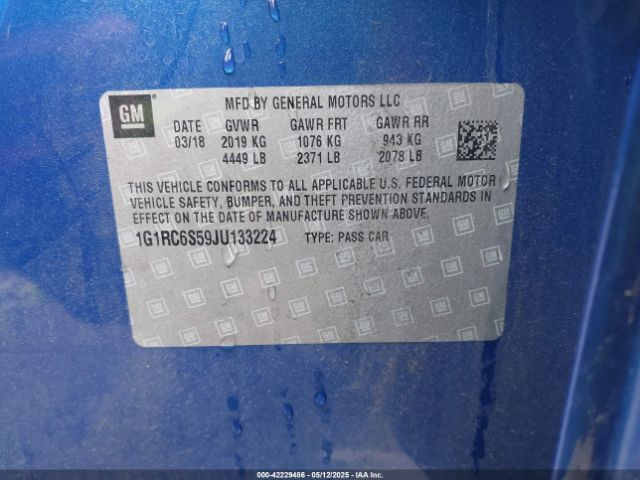 GM
MFD BY GENERAL MOTORS LLC
DATE GVWR GAWR FRT GAWR RR
03/18 2019 KG 1076 KG 943 KG
4449 LB 2371 LB 2078 LB
THIS VEHICLE CONFORMS TO ALL APPLICABLE U.S. FEDERAL MOTOR
VEHICLE SAFETY, BUMPER, AND THEFT PREVENTION STANDARDS IN
EFFECT ON THE DATE OF MANUFACTURE SHOWN ABOVE.
1G1RC6S59JU133224 TYPE: PASS CAR
000-42229486 - 05/12/2025 - IAA Inc.